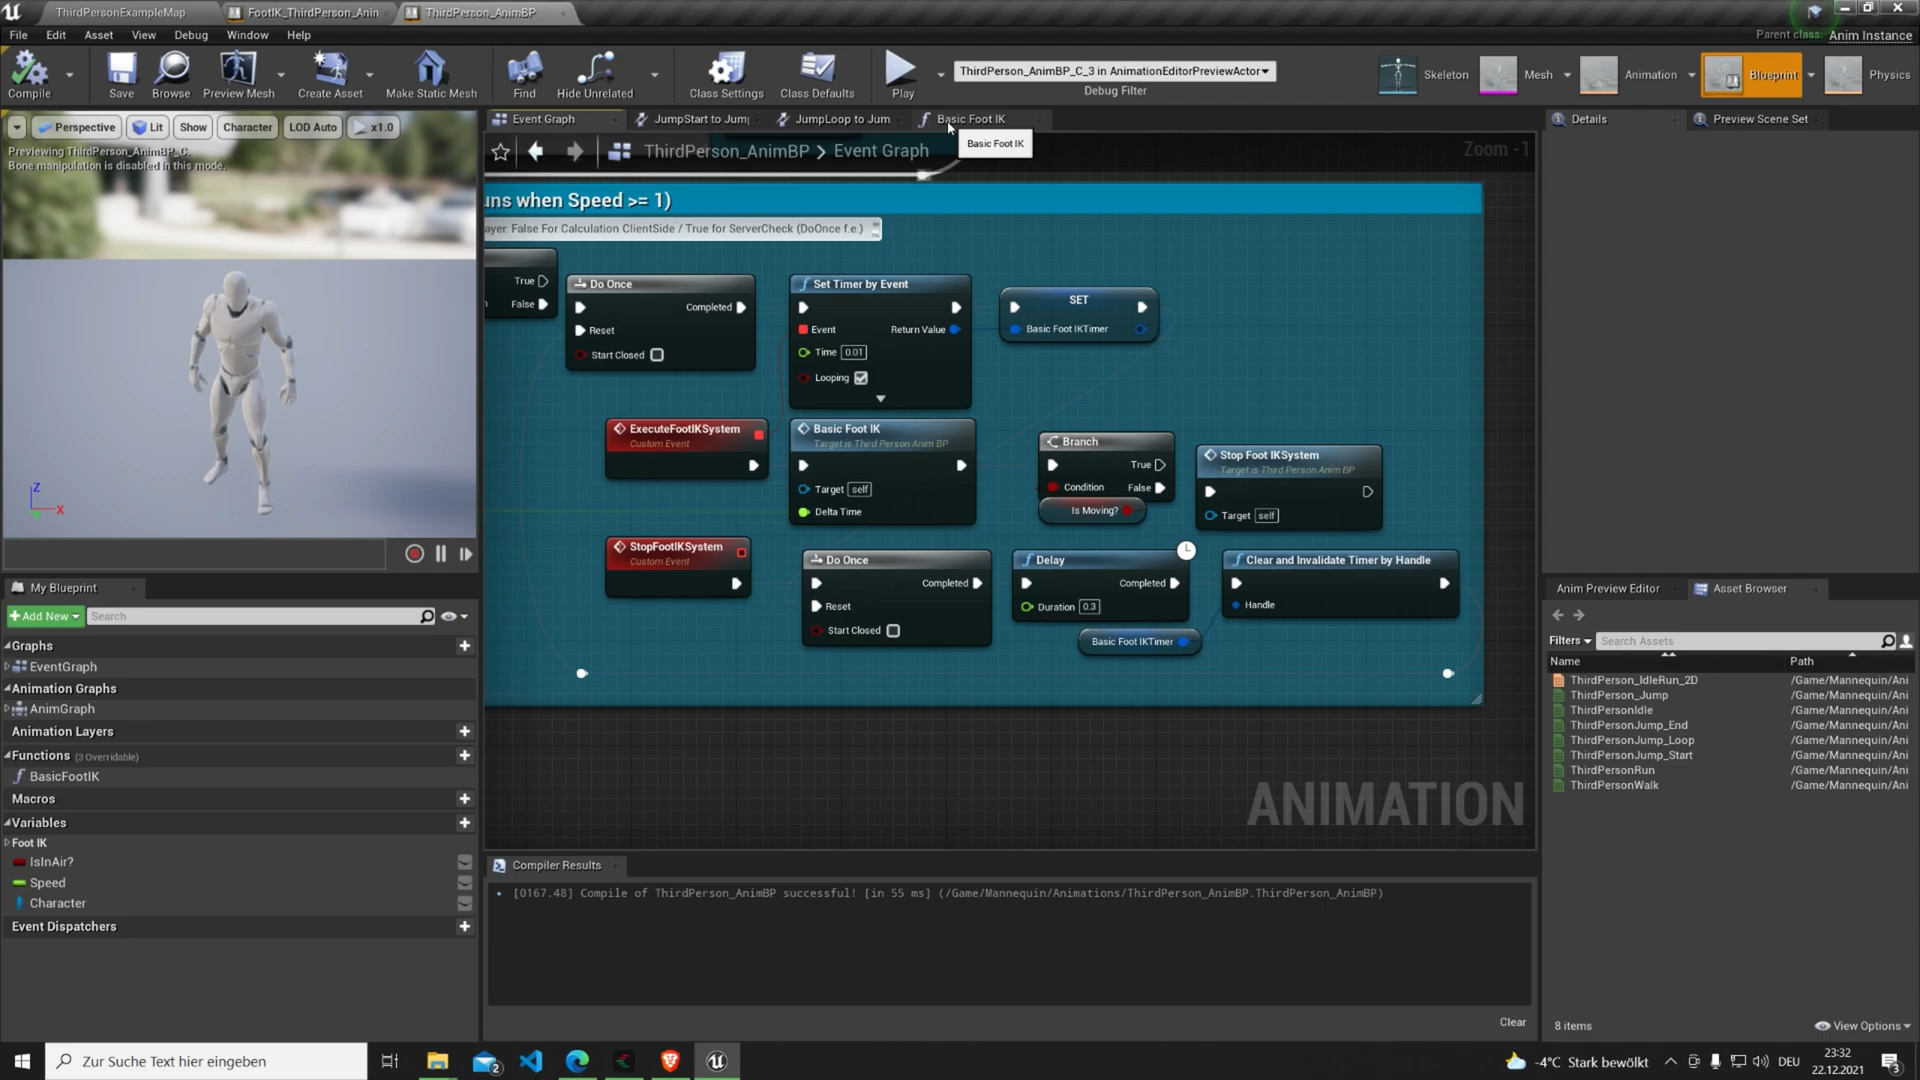 ThirdPersonExampleMap
FootIK_ThirdPerson_Anin
ThirdPerson_AnimBP
File Edit Asset View Debug Window Help
Parent class: Anim Instance
Compile
Save
Browse
Preview Mesh
Create Asset
Make Static Mesh
Find
Hide Unrelated
Class Settings
Class Defaults
Play
ThirdPerson_AnimBP_C_3 in AnimationEditorPreviewActor
Debug Filter
Skeleton
Mesh
Animation
Blueprint
Physics
Perspective
Lit
Show
Character
LOD Auto
x1.0
Previewing ThirdPerson_AnimBP_C.
Bone manipulation is disabled in this mode.
Z
X
Event Graph
JumpStart to Jum
JumpLoop to Jum
Basic Foot IK
Basic Foot IK
ThirdPerson_AnimBP > Event Graph
Zoom -1
uns when Speed >= 1)
ayer: False For Calculation ClientSide / True for ServerCheck (DoOnce f.e.)
True
False
Do Once
Completed
Reset
Start Closed
Set Timer by Event
Event
Return Value
Time 0.01
Looping
SET
Basic Foot IKTimer
ExecuteFootIKSystem
Custom Event
Basic Foot IK
Target is Third Person Anim BP
Target self
Delta Time
Branch
True
Condition
False
Is Moving?
Stop Foot IKSystem
Target is Third Person Anim BP
Target self
StopFootIKSystem
Custom Event
Do Once
Completed
Reset
Start Closed
Delay
Completed
Duration 0.3
Basic Foot IKTimer
Clear and Invalidate Timer by Handle
Handle
ANIMATION
My Blueprint
Add New
Search
Graphs
EventGraph
Animation Graphs
AnimGraph
Animation Layers
Functions (3 Overridable)
BasicFootIK
Macros
Variables
Foot IK
IsInAir?
Speed
Character
Event Dispatchers
Compiler Results
[0167.48] Compile of ThirdPerson_AnimBP successful! [in 55 ms] (/Game/Mannequin/Animations/ThirdPerson_AnimBP.ThirdPerson_AnimBP)
Clear
Details
Preview Scene Set
Anim Preview Editor
Asset Browser
Filters
Search Assets
Name
Path
ThirdPerson_IdleRun_2D /Game/Mannequin/Ani
ThirdPerson_Jump /Game/Mannequin/Ani
ThirdPersonIdle /Game/Mannequin/Ani
ThirdPersonJump_End /Game/Mannequin/Ani
ThirdPersonJump_Loop /Game/Mannequin/Ani
ThirdPersonJump_Start /Game/Mannequin/Ani
ThirdPersonRun /Game/Mannequin/Ani
ThirdPersonWalk /Game/Mannequin/Ani
8 items
View Options
Zur Suche Text hier eingeben
2
-4°C Stark bewölkt
DEU
23:32
22.12.2021
3